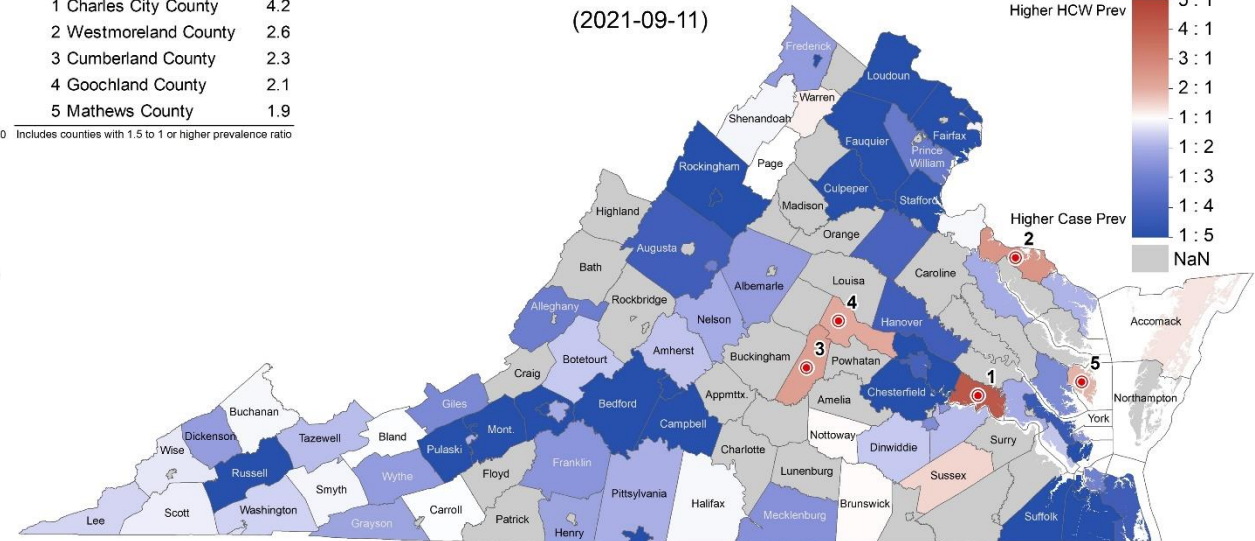 1 Charles City County 4.2
2 Westmoreland County 2.6
3 Cumberland County 2.3
4 Goochland County 2.1
5 Mathews County 1.9
0 Includes counties with 1.5 to 1 or higher prevalence ratio
(2021-09-11)
Higher HCW Prev
5 : 1
4 : 1
3 : 1
2 : 1
1 : 1
1 : 2
1 : 3
1 : 4
1 : 5
Higher Case Prev
NaN
Frederick
Loudoun
Warren
Shenandoah
Fauquier
Fairfax
Prince
William
Rockingham
Page
Culpeper
Stafford
Madison
Highland
Orange
2
Augusta
Bath
Caroline
Louisa
Albemarle
Rockbridge
4
Alleghany
Nelson
Hanover
Accomack
Botetourt
Amherst
3
Buckingham
Powhatan
5
Craig
1
Appmttx.
Amelia
Chesterfield
Northampton
Giles
Bedford
Buchanan
York
Campbell
Mont.
Dickenson
Tazewell
Bland
Nottoway
Surry
Wise
Pulaski
Charlotte
Dinwiddie
Russell
Franklin
Floyd
Lunenburg
Sussex
Wythe
Smyth
Pittsylvania
Halifax
Brunswick
Washington
Carroll
Scott
Lee
Grayson
Patrick
Mecklenburg
Suffolk
Henry